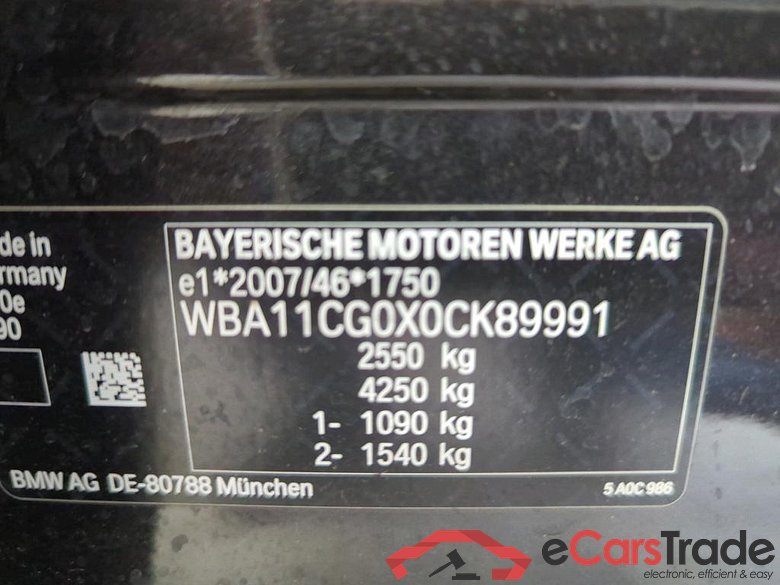 de in
rmany
0e
90
BAYERISCHE MOTOREN WERKE AG
e1*2007/46*1750
WBA11CG0X0CK89991
2550 kg
4250 kg
1- 1090 kg
2- 1540 kg
BMW AG DE-80788 München
5 A0C 986
eCarsTrade
electronic, efficient & easy